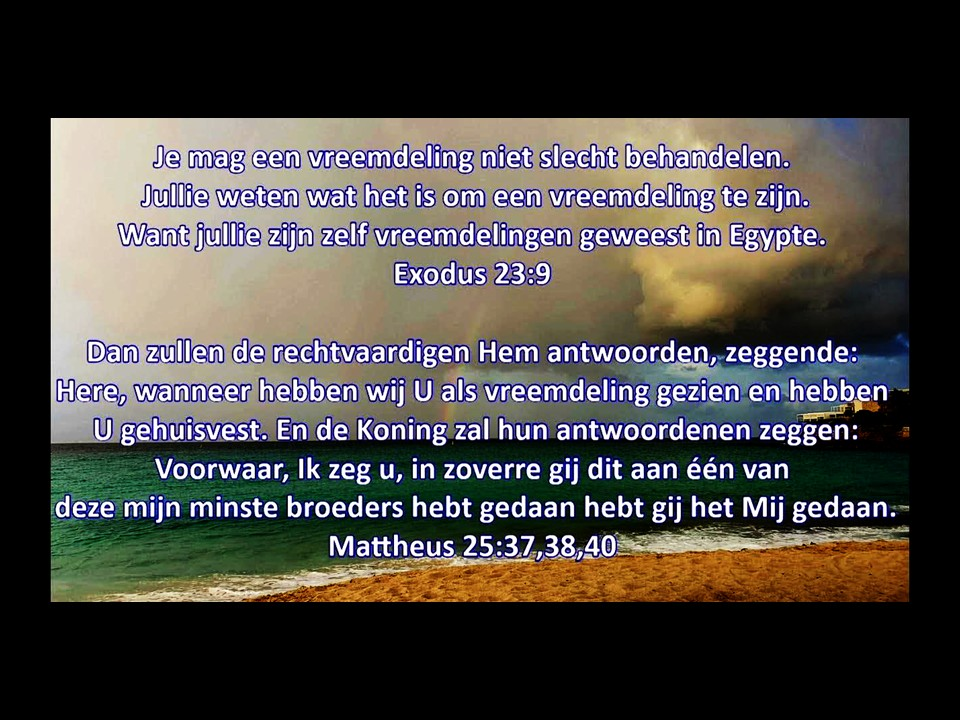 Je mag een vreemdeling niet slecht behandelen.
Jullie weten wat het is om een vreemdeling te zijn.
Want jullie zijn zelf vreemdelingen geweest in Egypte.
Exodus 23:9
Dan zullen de rechtvaardigen Hem antwoorden, zeggende:
Here, wanneer hebben wij U als vreemdeling gezien en hebben
U gehuisvest. En de Koning zal hun antwoordenen zeggen:
Voorwaar, Ik zeg u, in zoverre gij dit aan één van
deze mijn minste broeders hebt gedaan hebt gij het Mij gedaan.
Mattheus 25:37,38,40